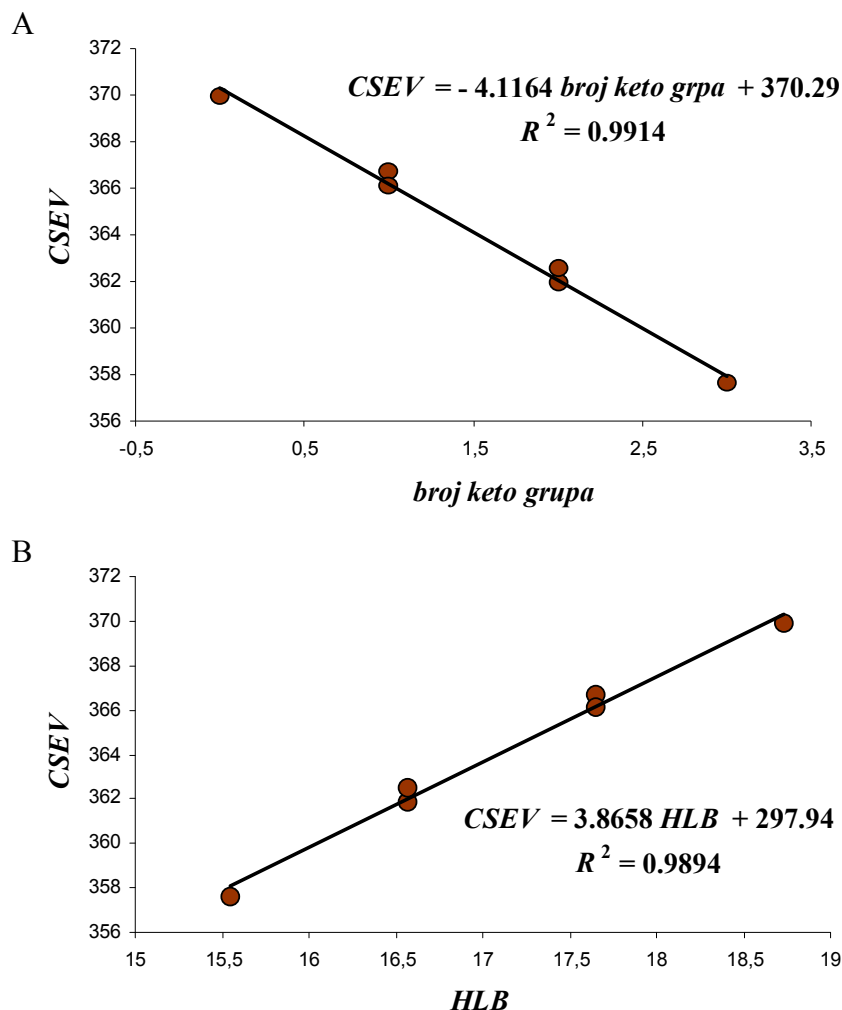 A
372
370
368
366
364
362
360
358
356
CSEV
CSEV = - 4.1164 broj keto grpa + 370.29
R 2 = 0.9914
-0,5 0,5 1,5 2,5 3,5
broj keto grupa
B
372
370
368
366
364
362
360
358
356
CSEV
CSEV = 3.8658 HLB + 297.94
R 2 = 0.9894
15 15,5 16 16,5 17 17,5 18 18,5 19
HLB